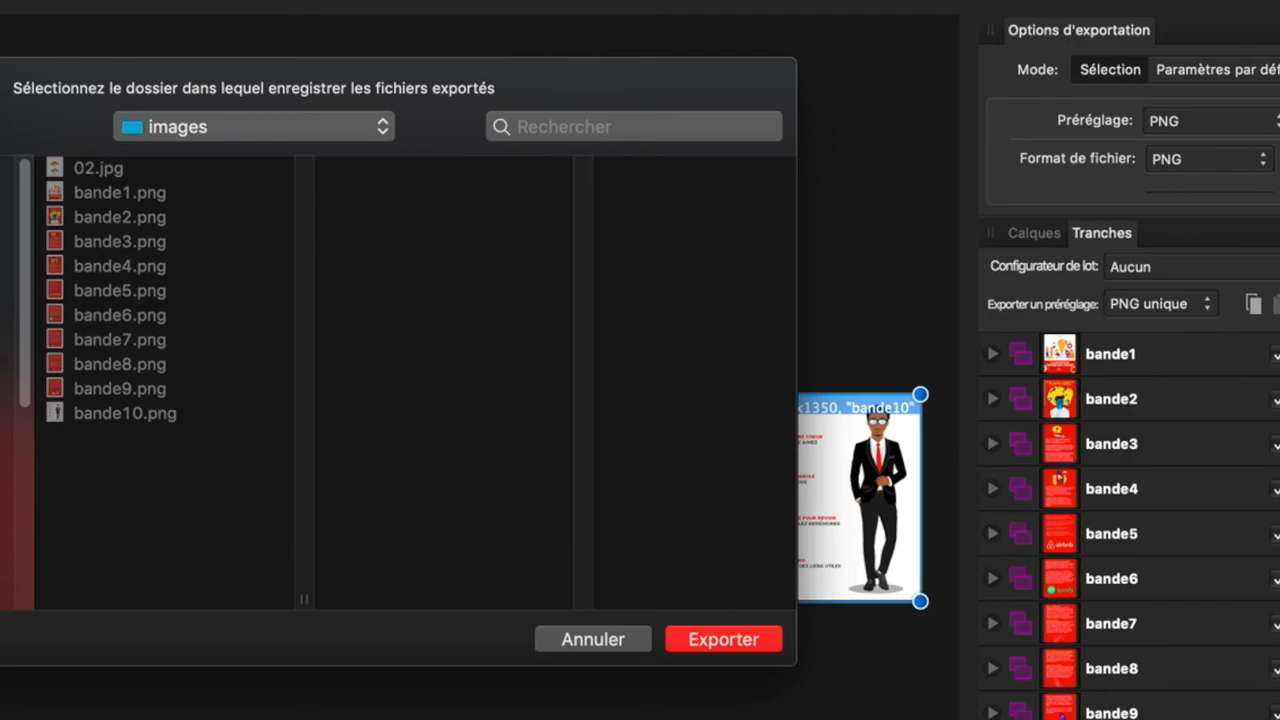 Sélectionnez le dossier dans lequel enregistrer les fichiers exportés
images
Rechercher
02.jpg
bande1.png
bande2.png
bande3.png
bande4.png
bande5.png
bande6.png
bande7.png
bande8.png
bande9.png
bande10.png
Annuler
Exporter
x1350, "bande10"
Options d'exportation
Mode:
Sélection
Paramètres par déf
Préréglage:
PNG
Format de fichier:
PNG
Calques
Tranches
Configurateur de lot:
Aucun
Exporter un préréglage:
PNG unique
bande1
bande2
bande3
bande4
bande5
bande6
bande7
bande8
bande9